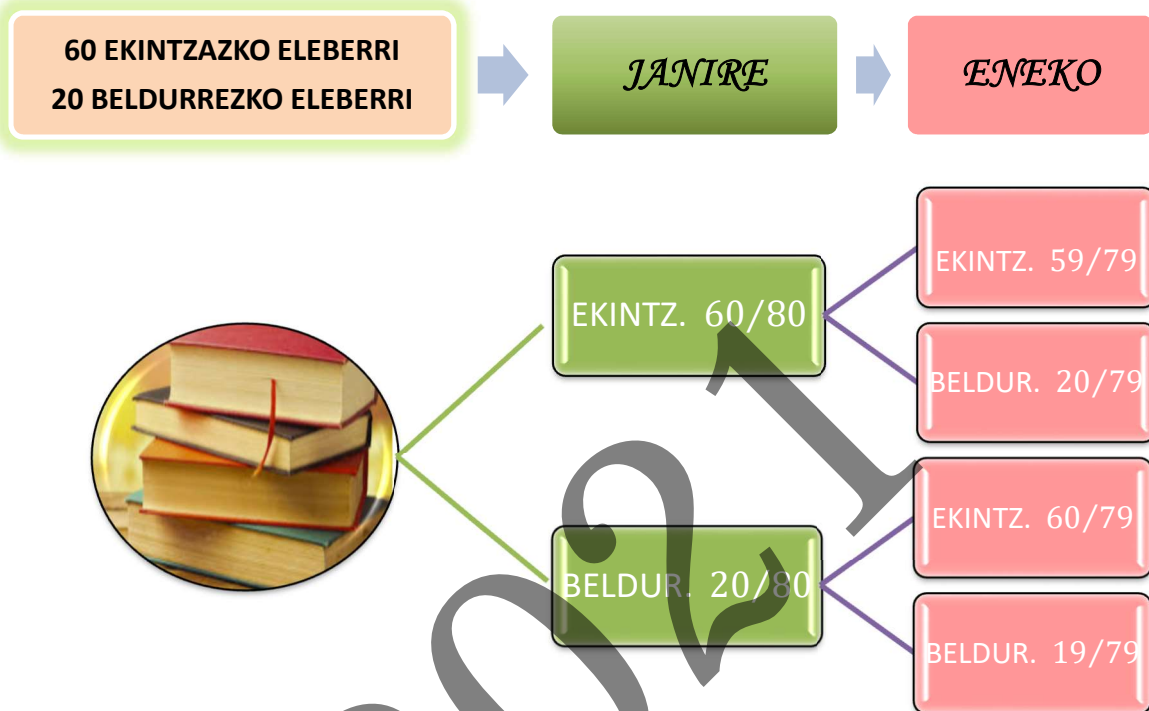 60 EKINTZAZKO ELEBERRI
20 BELDURREZKO ELEBERRI
JANIRE
ENEKO
EKINTZ. 60/80
BELDUR. 20/80
EKINTZ. 59/79
BELDUR. 20/79
EKINTZ. 60/79
BELDUR. 19/79
021